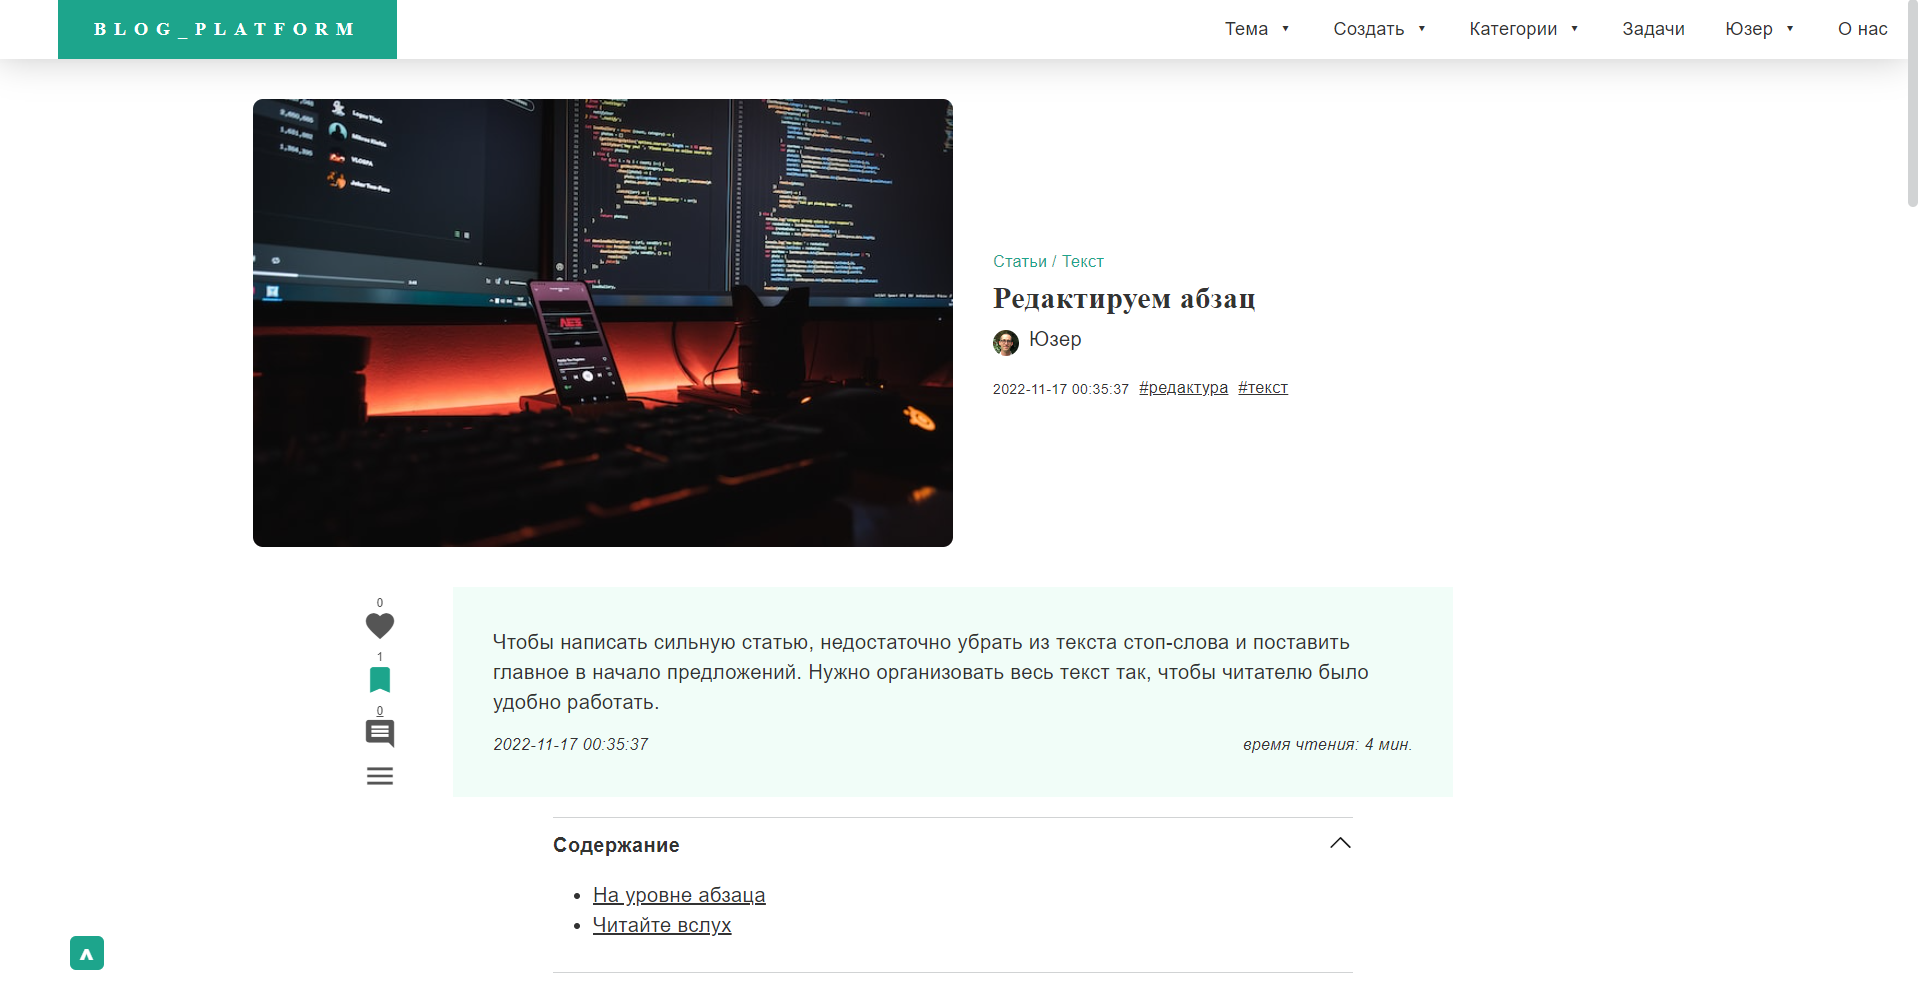 BLOG_PLATFORM
Тема Создать Категории Задачи Юзер О нас
Статьи / Текст
Редактируем абзац
Юзер
2022-11-17 00:35:37 #редактура #текст
0
1
0
Чтобы написать сильную статью, недостаточно убрать из текста стоп-слова и поставить
главное в начало предложений. Нужно организовать весь текст так, чтобы читателю было
удобно работать.
2022-11-17 00:35:37 время чтения: 4 мин.
Содержание
На уровне абзаца
Читайте вслух